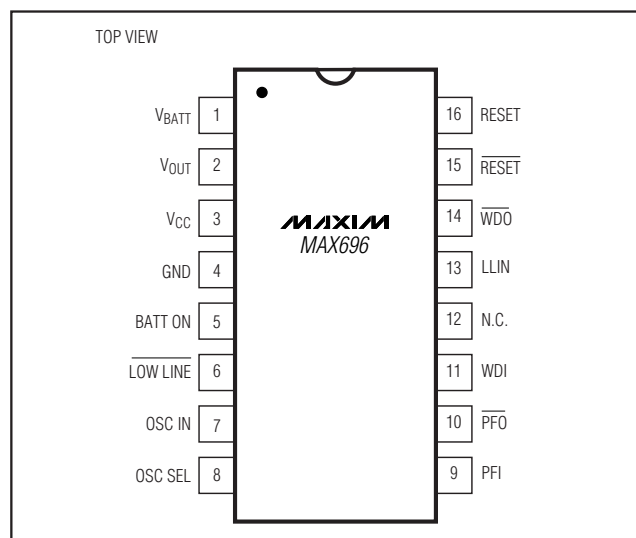 TOP VIEW
VBATT 1
VOUT 2
VCC 3
GND 4
BATT ON 5
LOW LINE 6
OSC IN 7
OSC SEL 8
MAXIM
MAX696
16 RESET
15 RESET
14 WDO
13 LLIN
12 N.C.
11 WDI
10 PFO
9 PFI